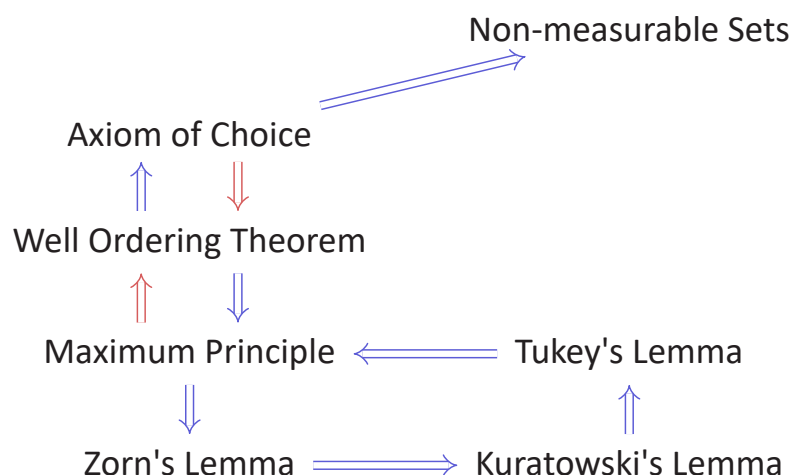 Non-measurable Sets
Axiom of Choice
Well Ordering Theorem
Maximum Principle
Tukey's Lemma
Zorn's Lemma
Kuratowski's Lemma